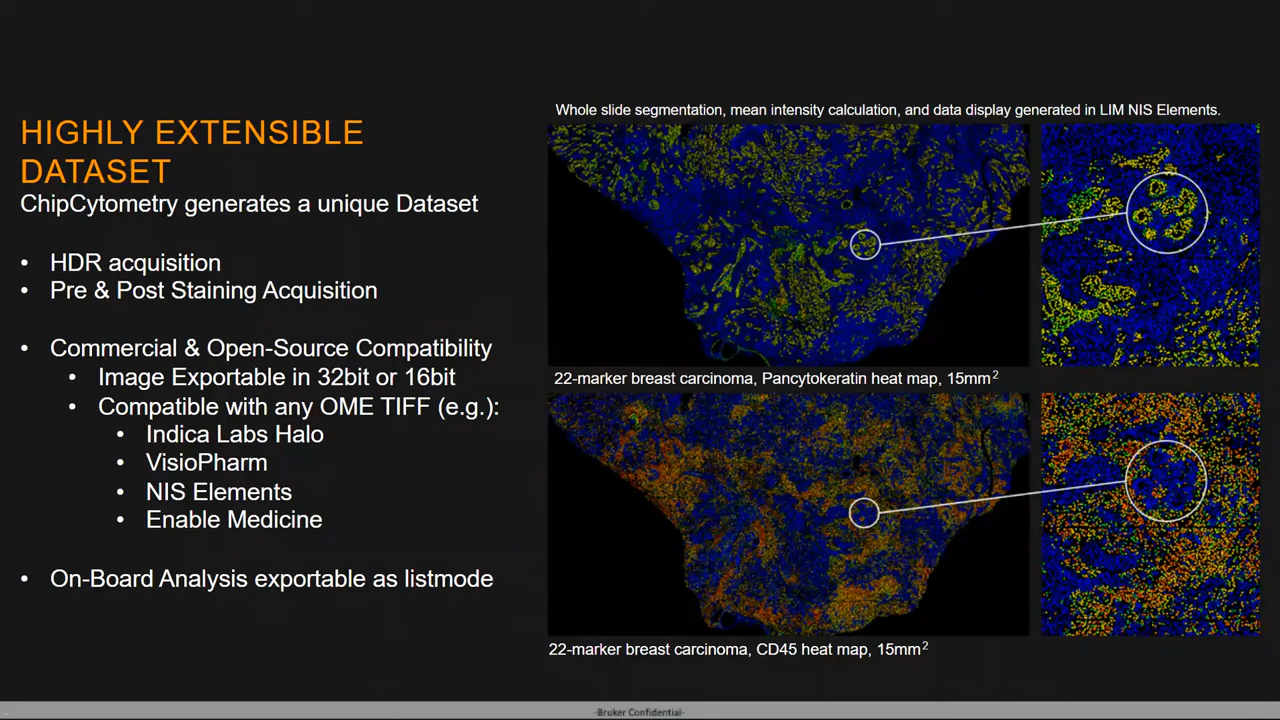 HIGHLY EXTENSIBLE
DATASET
ChipCytometry generates a unique Dataset
• HDR acquisition
• Pre & Post Staining Acquisition
• Commercial & Open-Source Compatibility
• Image Exportable in 32bit or 16bit
• Compatible with any OME TIFF (e.g.):
• Indica Labs Halo
• VisioPharm
• NIS Elements
• Enable Medicine
• On-Board Analysis exportable as listmode
Whole slide segmentation, mean intensity calculation, and data display generated in LIM NIS Elements.
22-marker breast carcinoma, Pancytokeratin heat map, 15mm²
22-marker breast carcinoma, CD45 heat map, 15mm²
-Bruker Confidential-